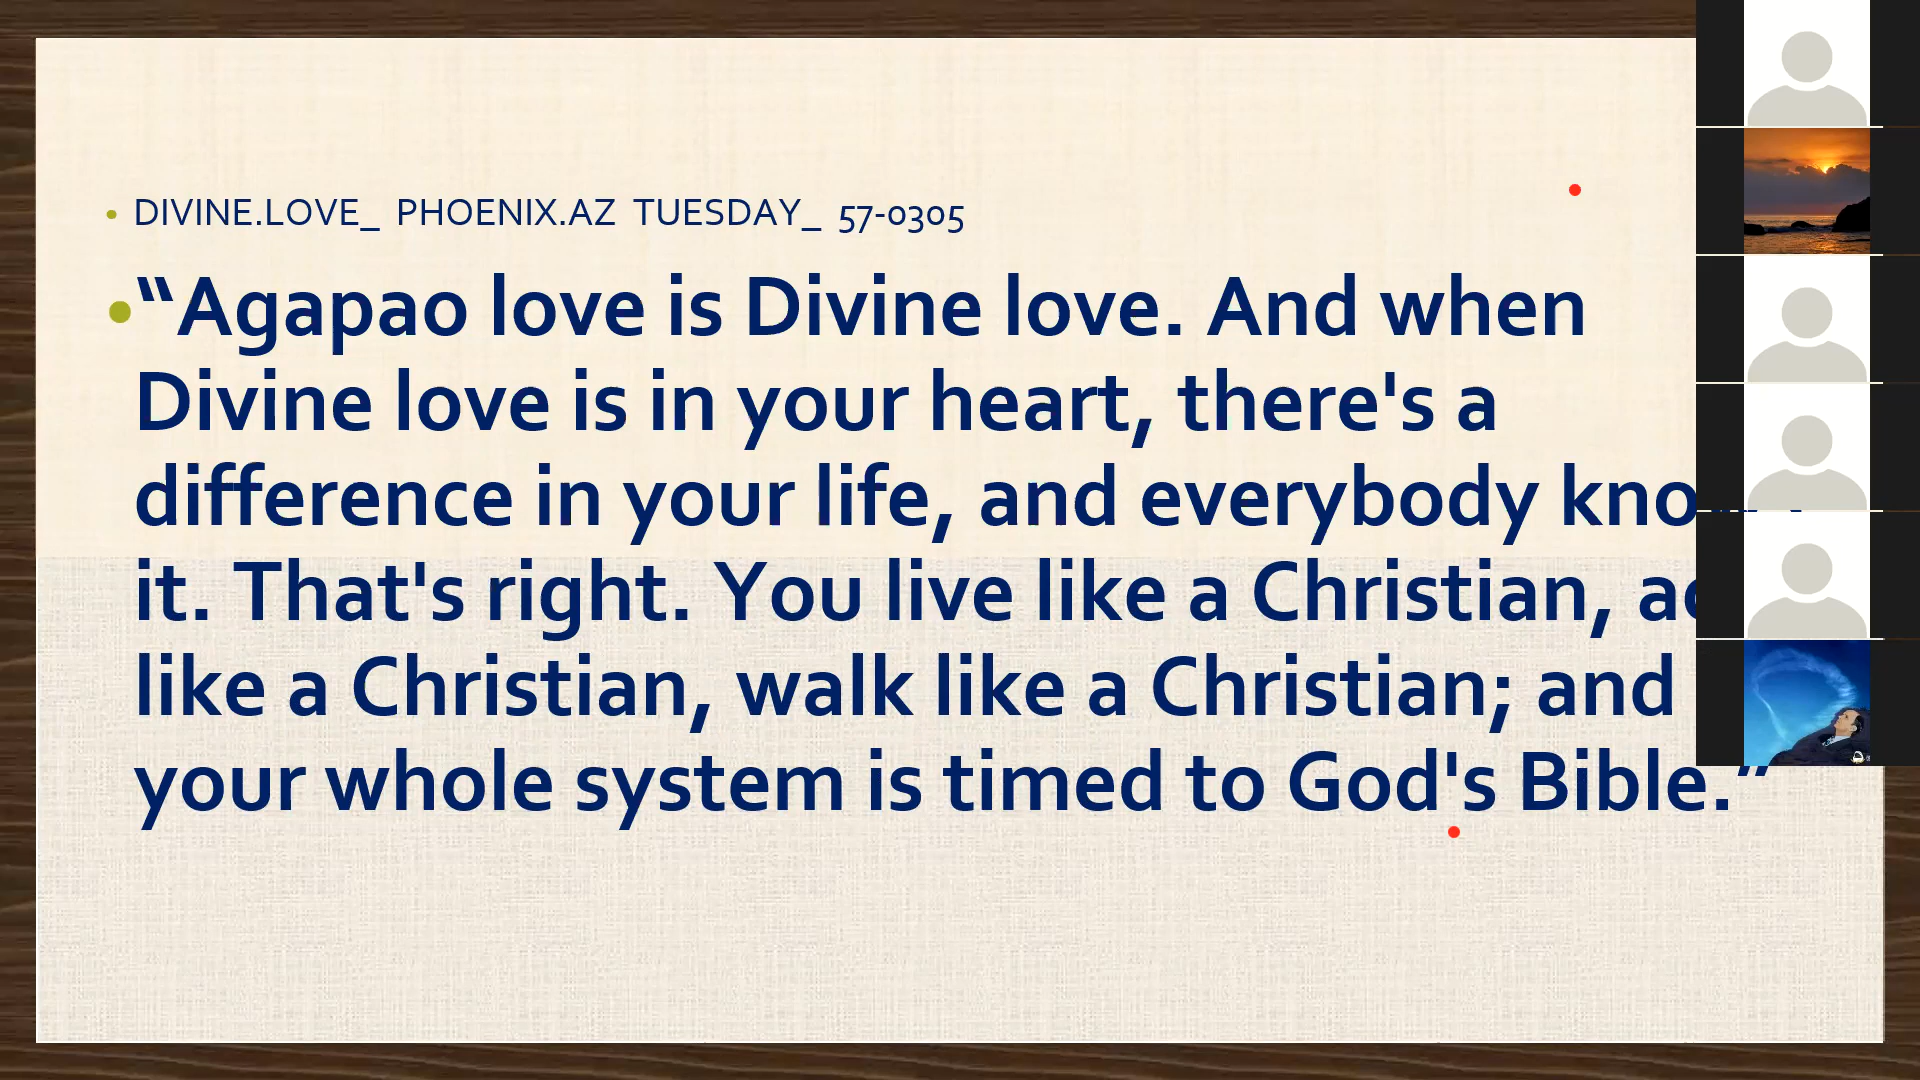 • DIVINE.LOVE_ PHOENIX.AZ TUESDAY_ 57-0305
•“Agapao love is Divine love. And when
Divine love is in your heart, there's a
difference in your life, and everybody
it. That's right. You live like a Christian,
like a Christian, walk like a Christian; and
your whole system is timed to God's Bible.”